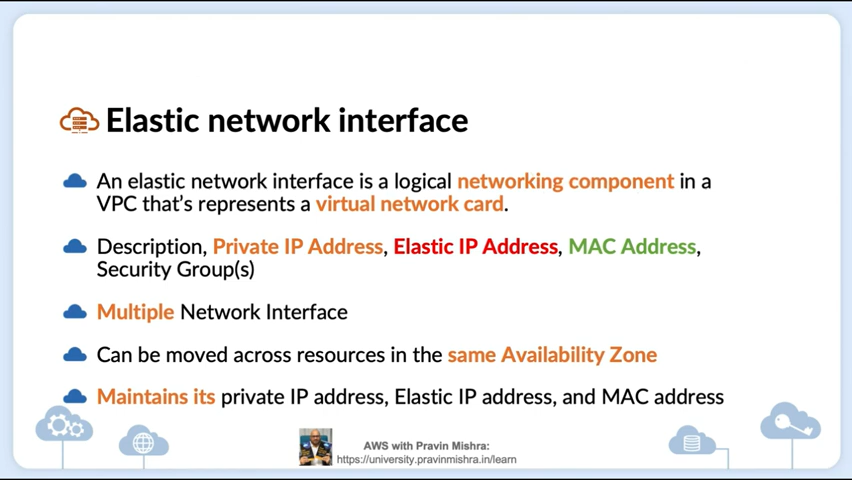 Elastic network interface
An elastic network interface is a logical networking component in a
VPC that's represents a virtual network card.
Description, Private IP Address, Elastic IP Address, MAC Address,
Security Group(s)
Multiple Network Interface
Can be moved across resources in the same Availability Zone
Maintains its private IP address, Elastic IP address, and MAC address
AWS with Pravin Mishra:
https://university.pravinmishra.in/learn